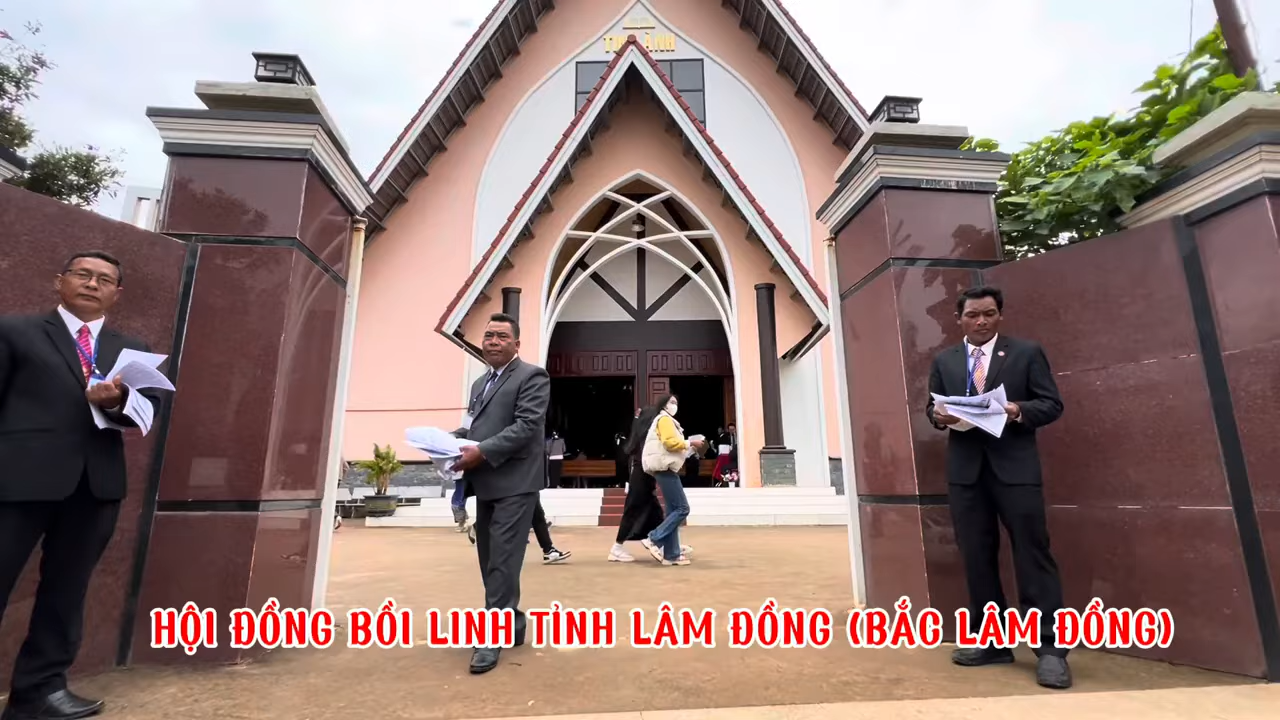 HỘI ĐỒNG BỒI LINH TỈNH LÂM ĐỒNG (BẮC LÂM ĐỒNG)